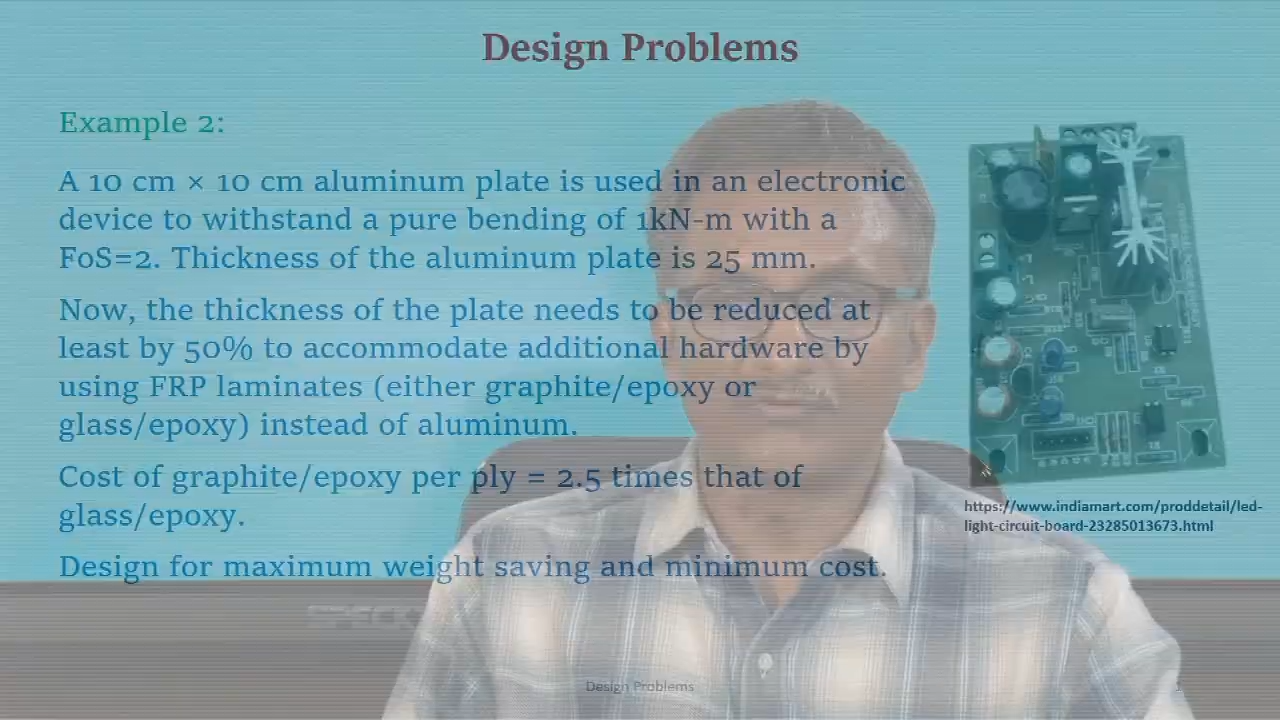 Design Problems
Example 2:
A 10 cm × 10 cm aluminum plate is used in an electronic
device to withstand a pure bending of 1kN-m with a
FoS=2. Thickness of the aluminum plate is 25 mm.
Now, the thickness of the plate needs to be reduced at
least by 50% to accommodate additional hardware by
using FRP laminates (either graphite/epoxy or
glass/epoxy) instead of aluminum.
Cost of graphite/epoxy per ply = 2.5 times that of
glass/epoxy.
Design for maximum weight saving and minimum cost.
https://www.indiamart.com/proddetail/led-
light-circuit-board-23285013673.html
Design Problems
1